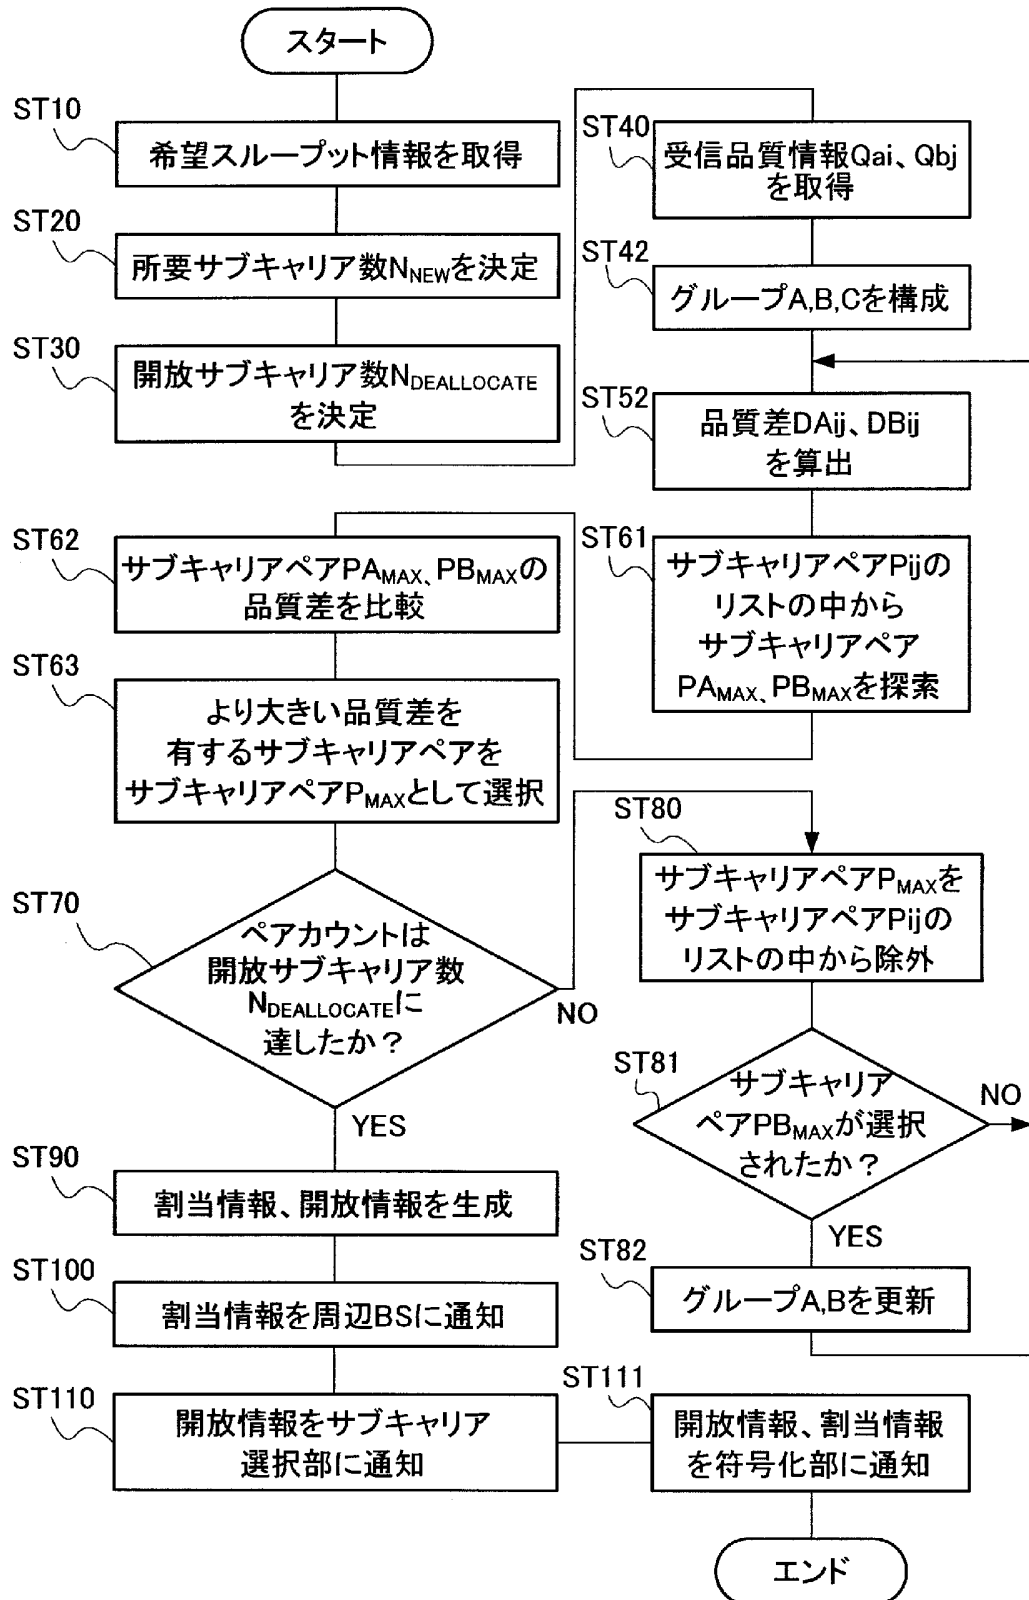 スタート
ST10
希望スループット情報を取得
ST20
所要サブキャリア数NNEWを決定
ST30
開放サブキャリア数NDEALLOCATE
を決定
ST40
受信品質情報Qai、Qbj
を取得
ST42
グループA,B,Cを構成
ST52
品質差DAij、DBij
を算出
ST61
サブキャリアペアPijの
リストの中から
サブキャリアペア
PAMAX、PBMAXを探索
ST62
サブキャリアペアPAMAX、PBMAXの
品質差を比較
ST63
より大きい品質差を
有するサブキャリアペアを
サブキャリアペアPMAXとして選択
ST70
ペアカウントは
開放サブキャリア数
NDEALLOCATEに
達したか？
NO
YES
ST80
サブキャリアペアPMAXを
サブキャリアペアPijの
リストの中から除外
ST81
サブキャリア
ペアPBMAXが選択
されたか？
NO
YES
ST82
グループA,Bを更新
ST90
割当情報、開放情報を生成
ST100
割当情報を周辺BSに通知
ST110
開放情報をサブキャリア
選択部に通知
ST111
開放情報、割当情報
を符号化部に通知
エンド